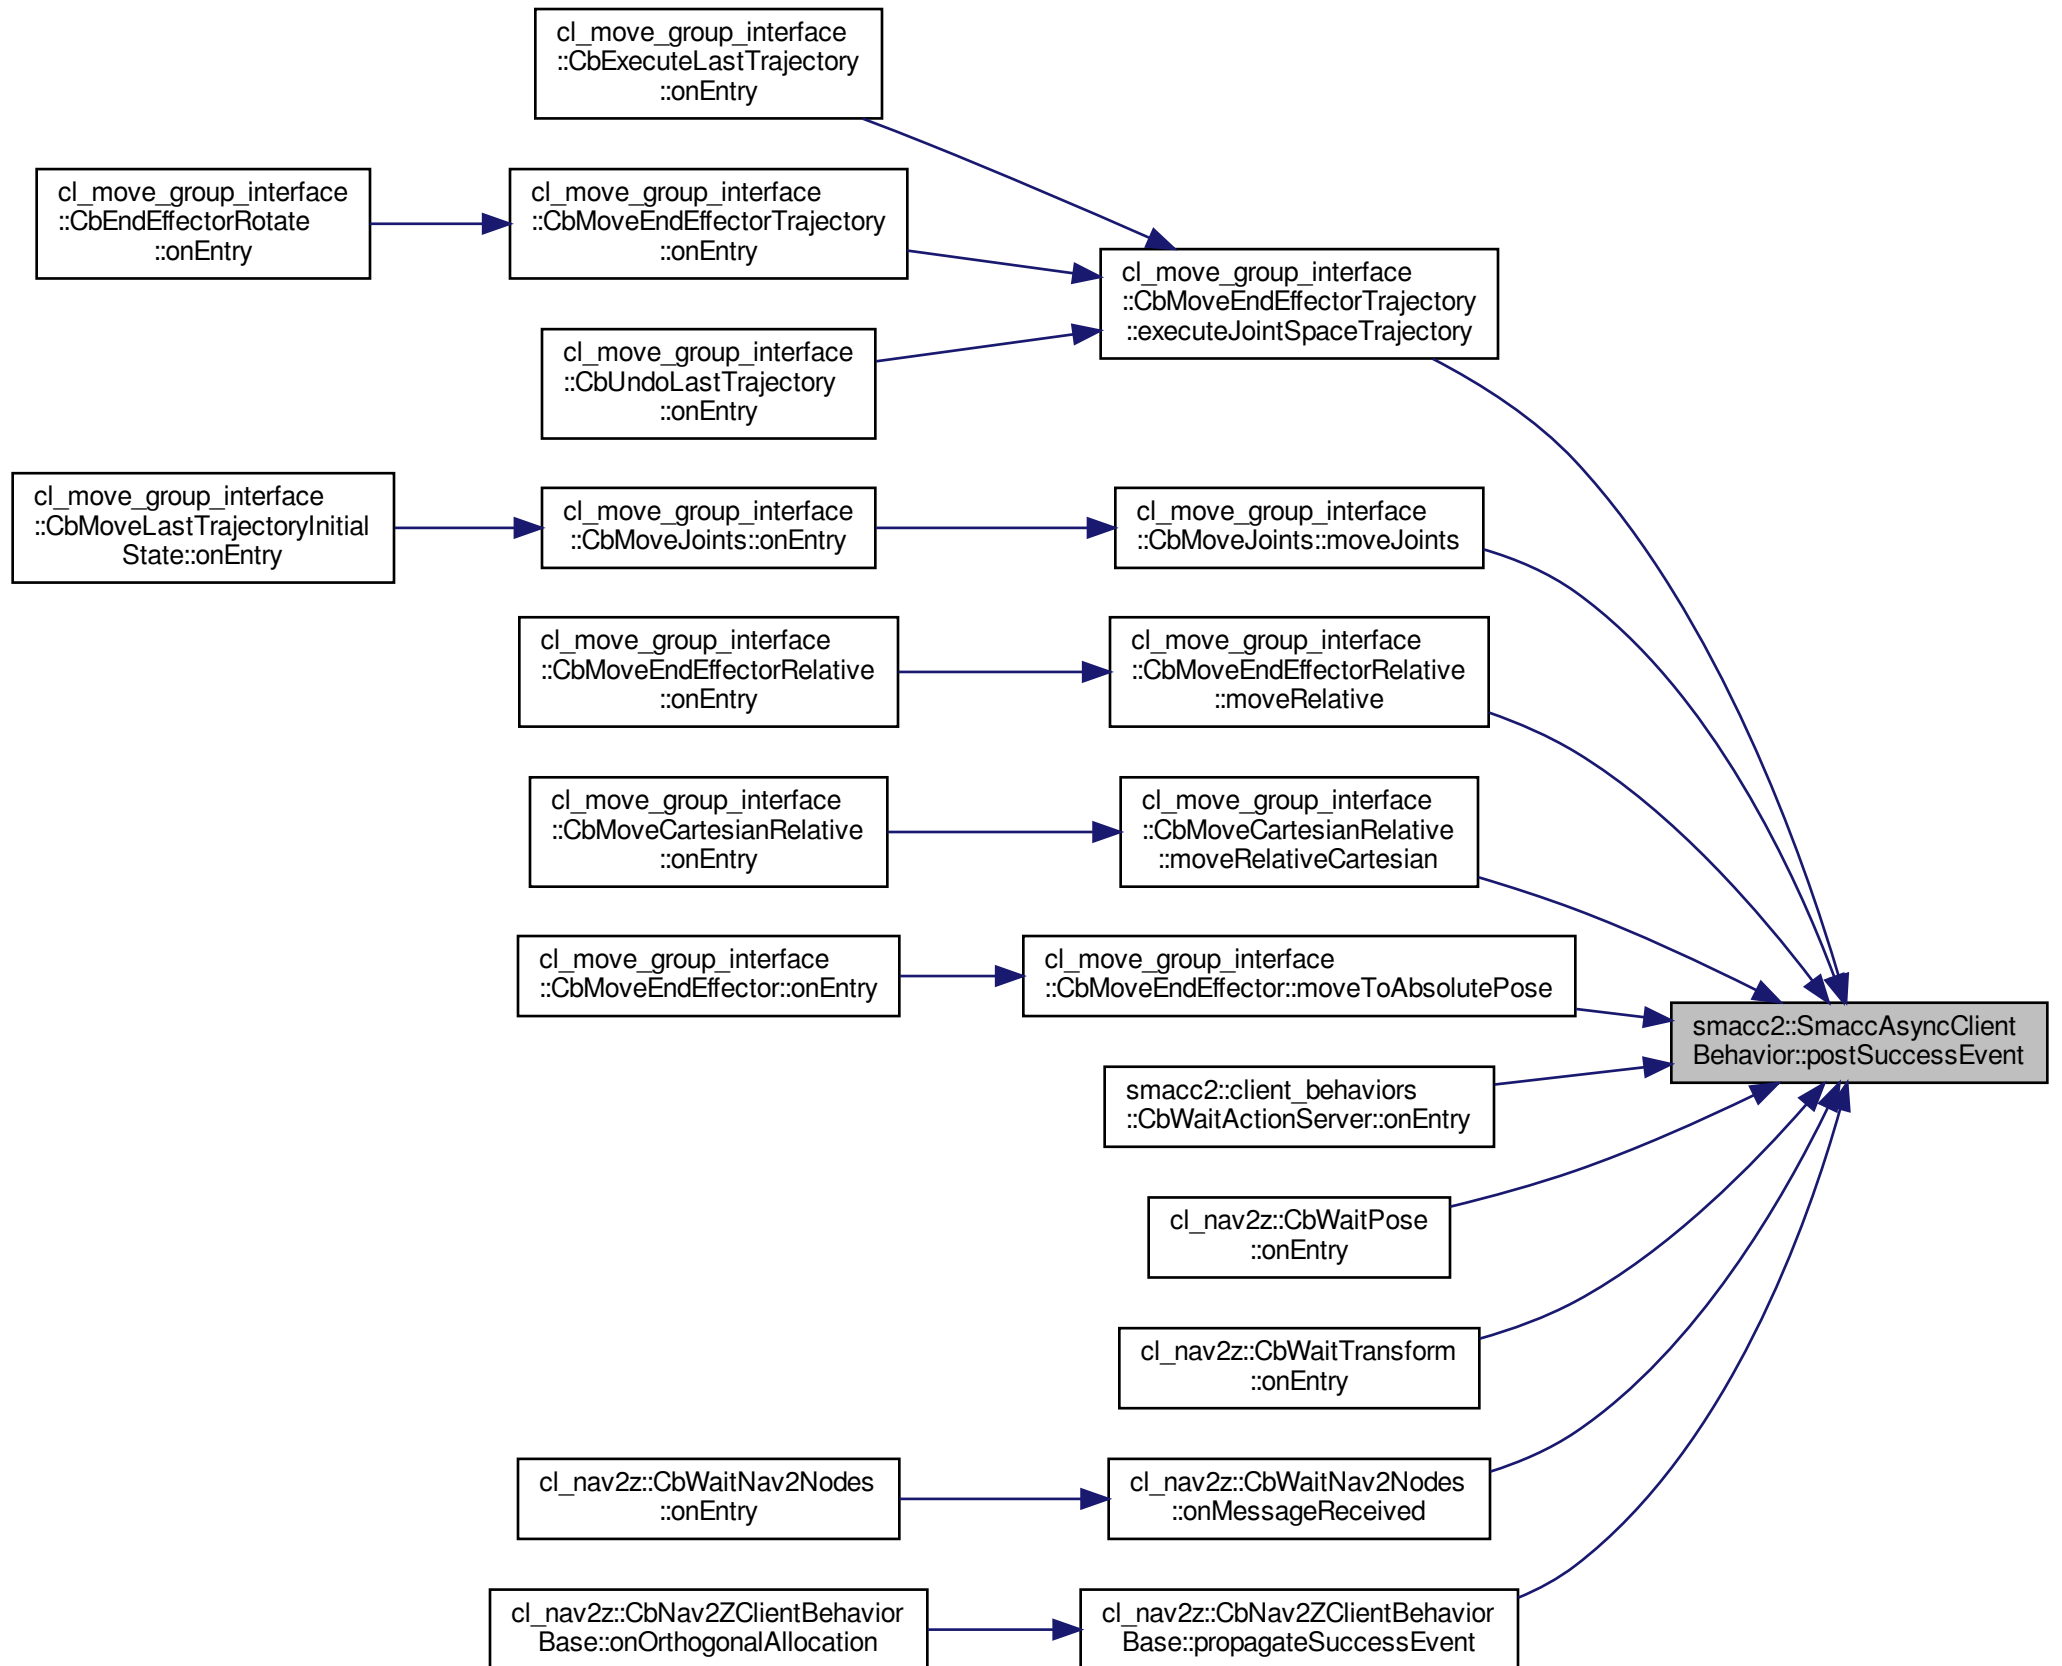 cl_move_group_interface
::CbExecuteLastTrajectory
::onEntry
cl_move_group_interface
::CbEndEffectorRotate
::onEntry
cl_move_group_interface
::CbMoveEndEffectorTrajectory
::onEntry
cl_move_group_interface
::CbMoveEndEffectorTrajectory
::executeJointSpaceTrajectory
cl_move_group_interface
::CbUndoLastTrajectory
::onEntry
cl_move_group_interface
::CbMoveLastTrajectoryInitial
State::onEntry
cl_move_group_interface
::CbMoveJoints::onEntry
cl_move_group_interface
::CbMoveJoints::moveJoints
cl_move_group_interface
::CbMoveEndEffectorRelative
::onEntry
cl_move_group_interface
::CbMoveEndEffectorRelative
::moveRelative
cl_move_group_interface
::CbMoveCartesianRelative
::onEntry
cl_move_group_interface
::CbMoveCartesianRelative
::moveRelativeCartesian
cl_move_group_interface
::CbMoveEndEffector::onEntry
cl_move_group_interface
::CbMoveEndEffector::moveToAbsolutePose
smacc2::SmaccAsyncClient
Behavior::postSuccessEvent
smacc2::client_behaviors
::CbWaitActionServer::onEntry
cl_nav2z::CbWaitPose
::onEntry
cl_nav2z::CbWaitTransform
::onEntry
cl_nav2z::CbWaitNav2Nodes
::onEntry
cl_nav2z::CbWaitNav2Nodes
::onMessageReceived
cl_nav2z::CbNav2ZClientBehavior
Base::onOrthogonalAllocation
cl_nav2z::CbNav2ZClientBehavior
Base::propagateSuccessEvent